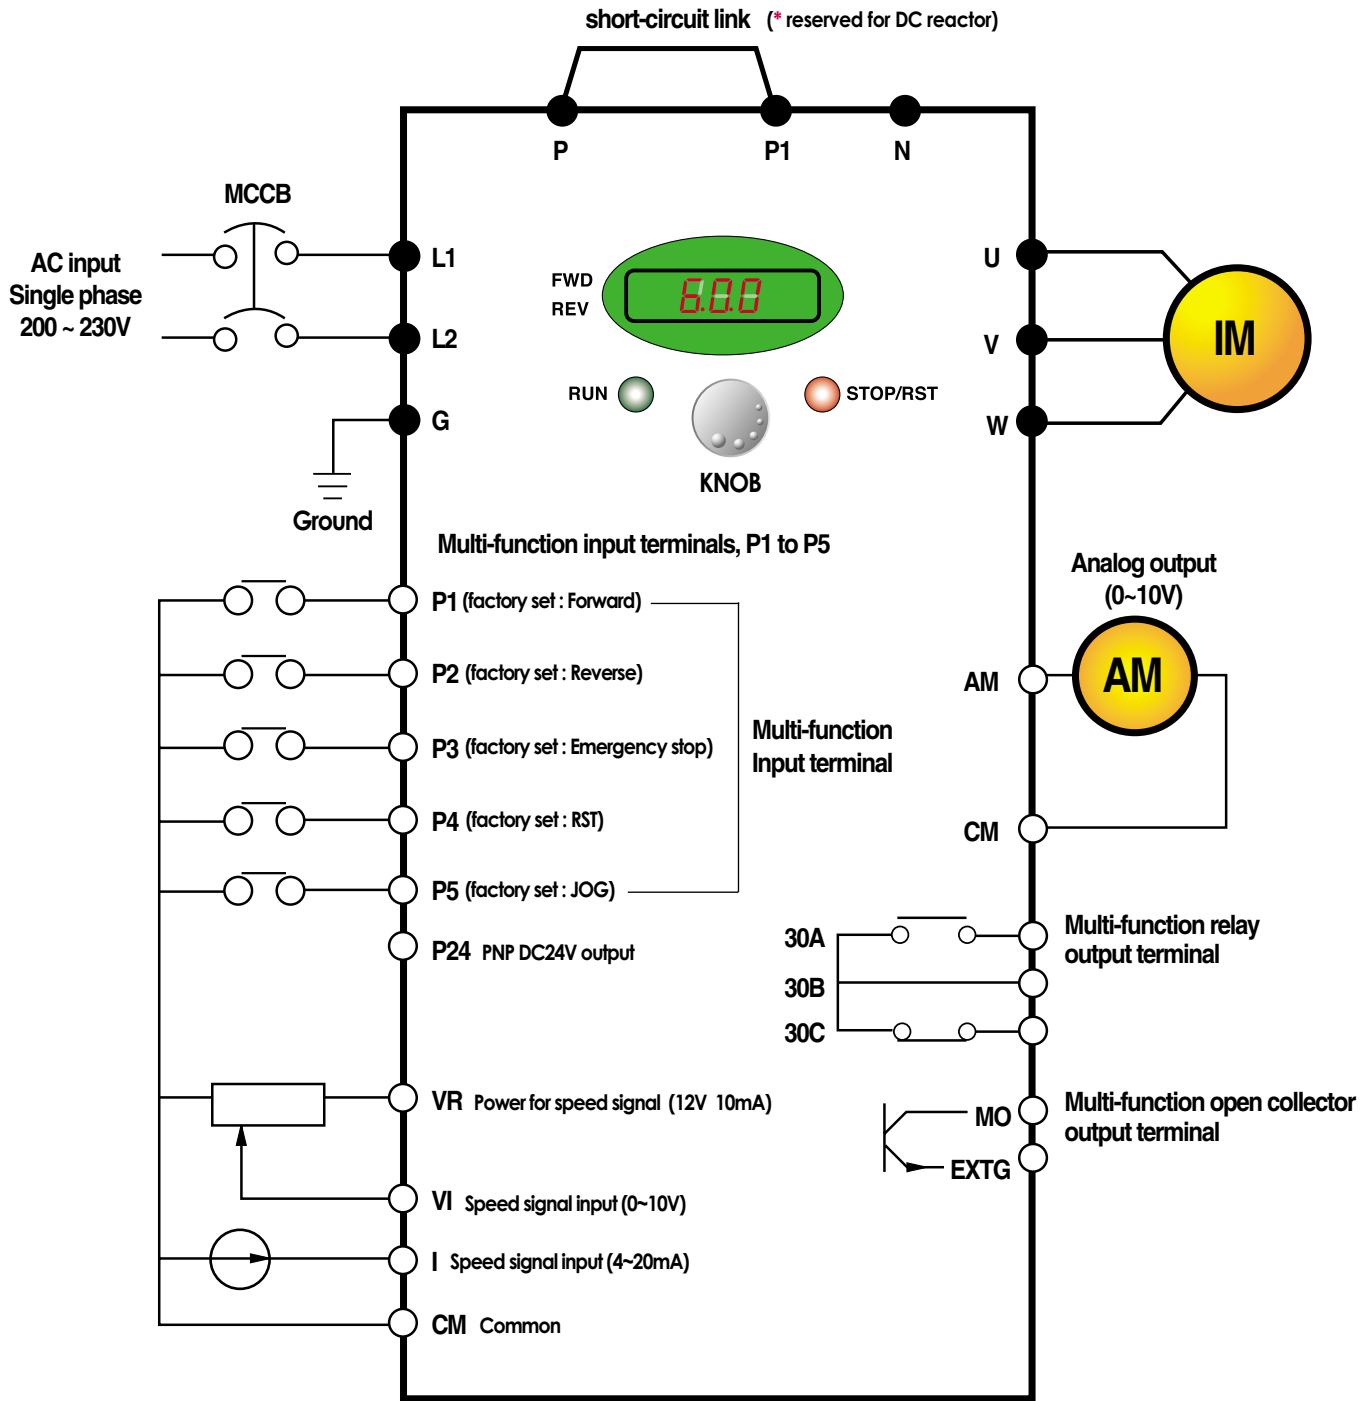 short-circuit link (* reserved for DC reactor)
P
P1
N
MCCB
AC input
Single phase
200 ~ 230V
L1
L2
G
Ground
FWD
REV
6.0.0
RUN
STOP/RST
KNOB
U
V
W
IM
Multi-function input terminals, P1 to P5
P1 (factory set : Forward)
P2 (factory set : Reverse)
P3 (factory set : Emergency stop)
P4 (factory set : RST)
P5 (factory set : JOG)
Multi-function
Input terminal
P24 PNP DC24V output
VR Power for speed signal (12V 10mA)
VI Speed signal input (0~10V)
I Speed signal input (4~20mA)
CM Common
Analog output
(0~10V)
AM
AM
CM
30A
30B
30C
Multi-function relay
output terminal
MO
EXTG
Multi-function open collector
output terminal